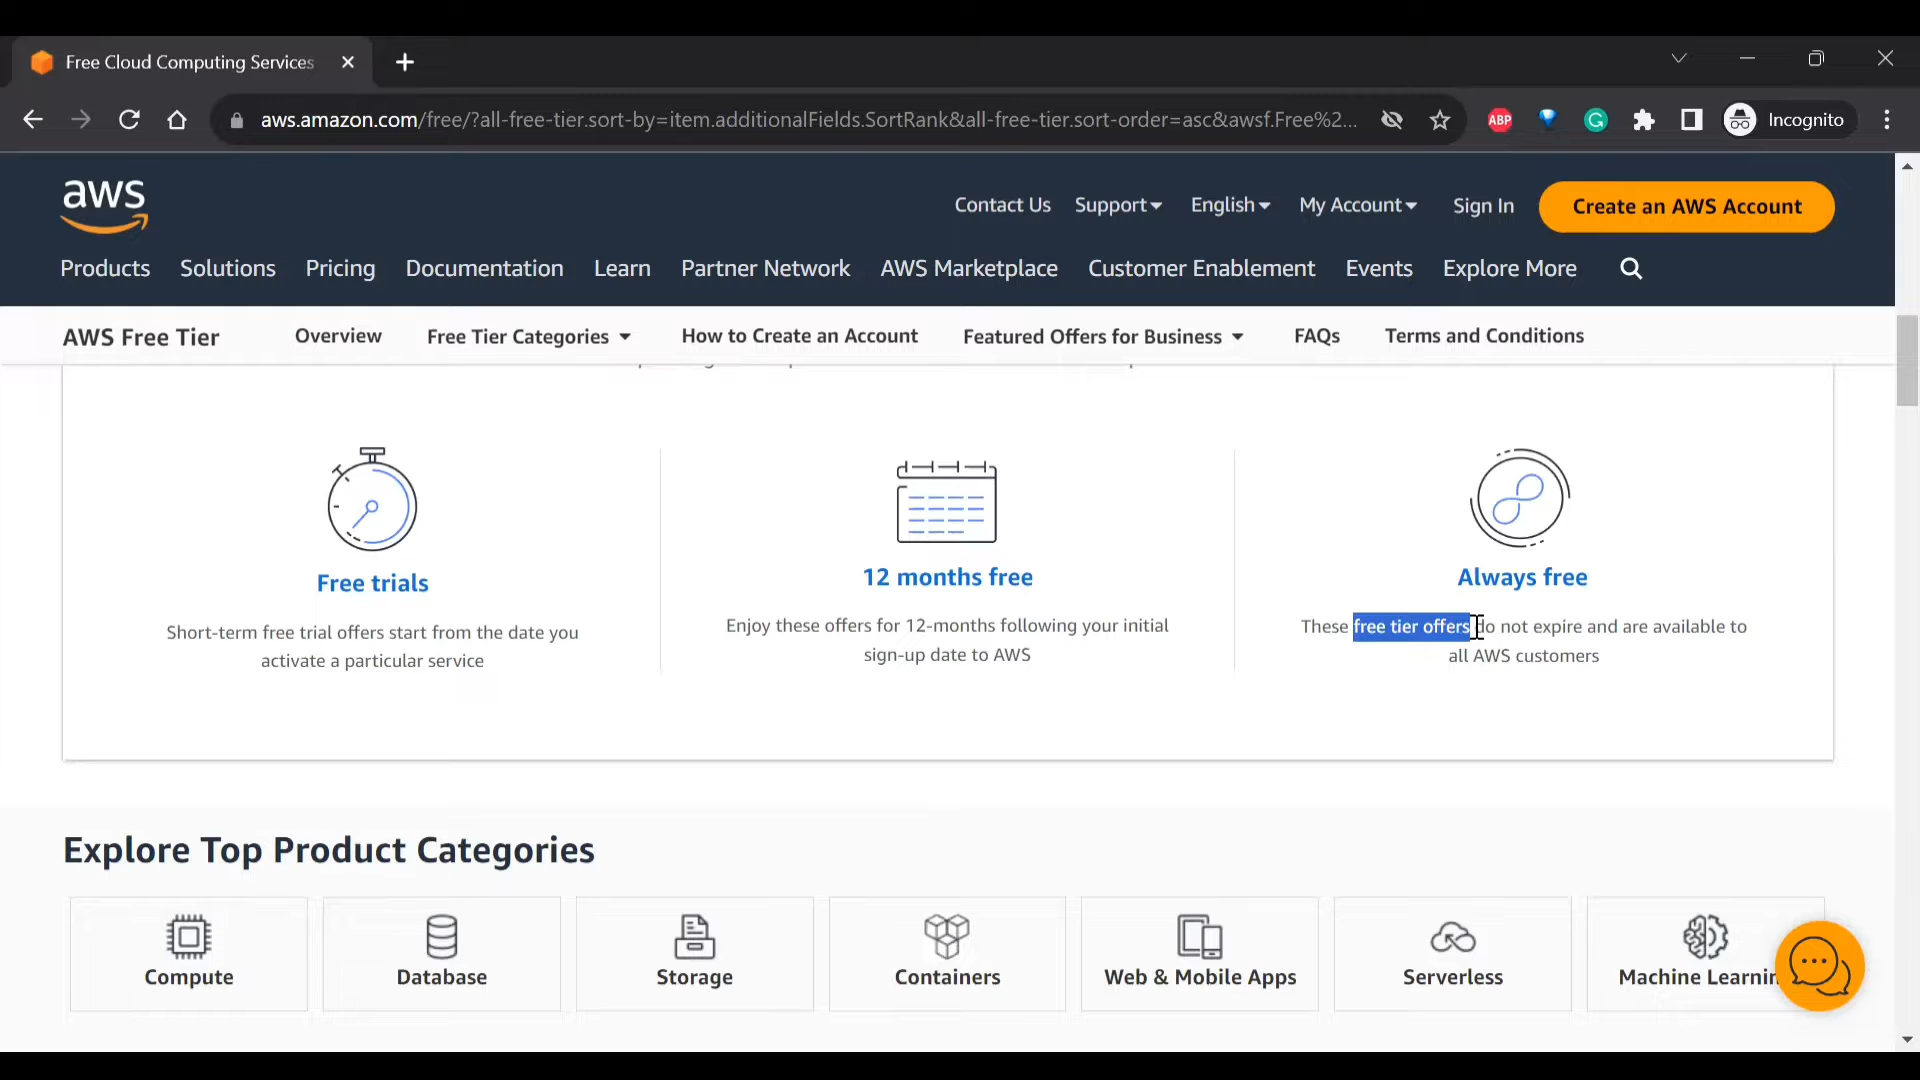 Free Cloud Computing Services
aws.amazon.com/free/?all-free-tier.sort-by=item.additionalFields.SortRank&all-free-tier.sort-order=asc&awsf.Free%2...
ABP
G
Incognito
aws
Contact Us Support English My Account Sign In Create an AWS Account
Products Solutions Pricing Documentation Learn Partner Network AWS Marketplace Customer Enablement Events Explore More
AWS Free Tier Overview Free Tier Categories How to Create an Account Featured Offers for Business FAQs Terms and Conditions
Free trials
Short-term free trial offers start from the date you
activate a particular service
12 months free
Enjoy these offers for 12-months following your initial
sign-up date to AWS
Always free
These free tier offers do not expire and are available to
all AWS customers
Explore Top Product Categories
Compute
Database
Storage
Containers
Web & Mobile Apps
Serverless
Machine Learnin